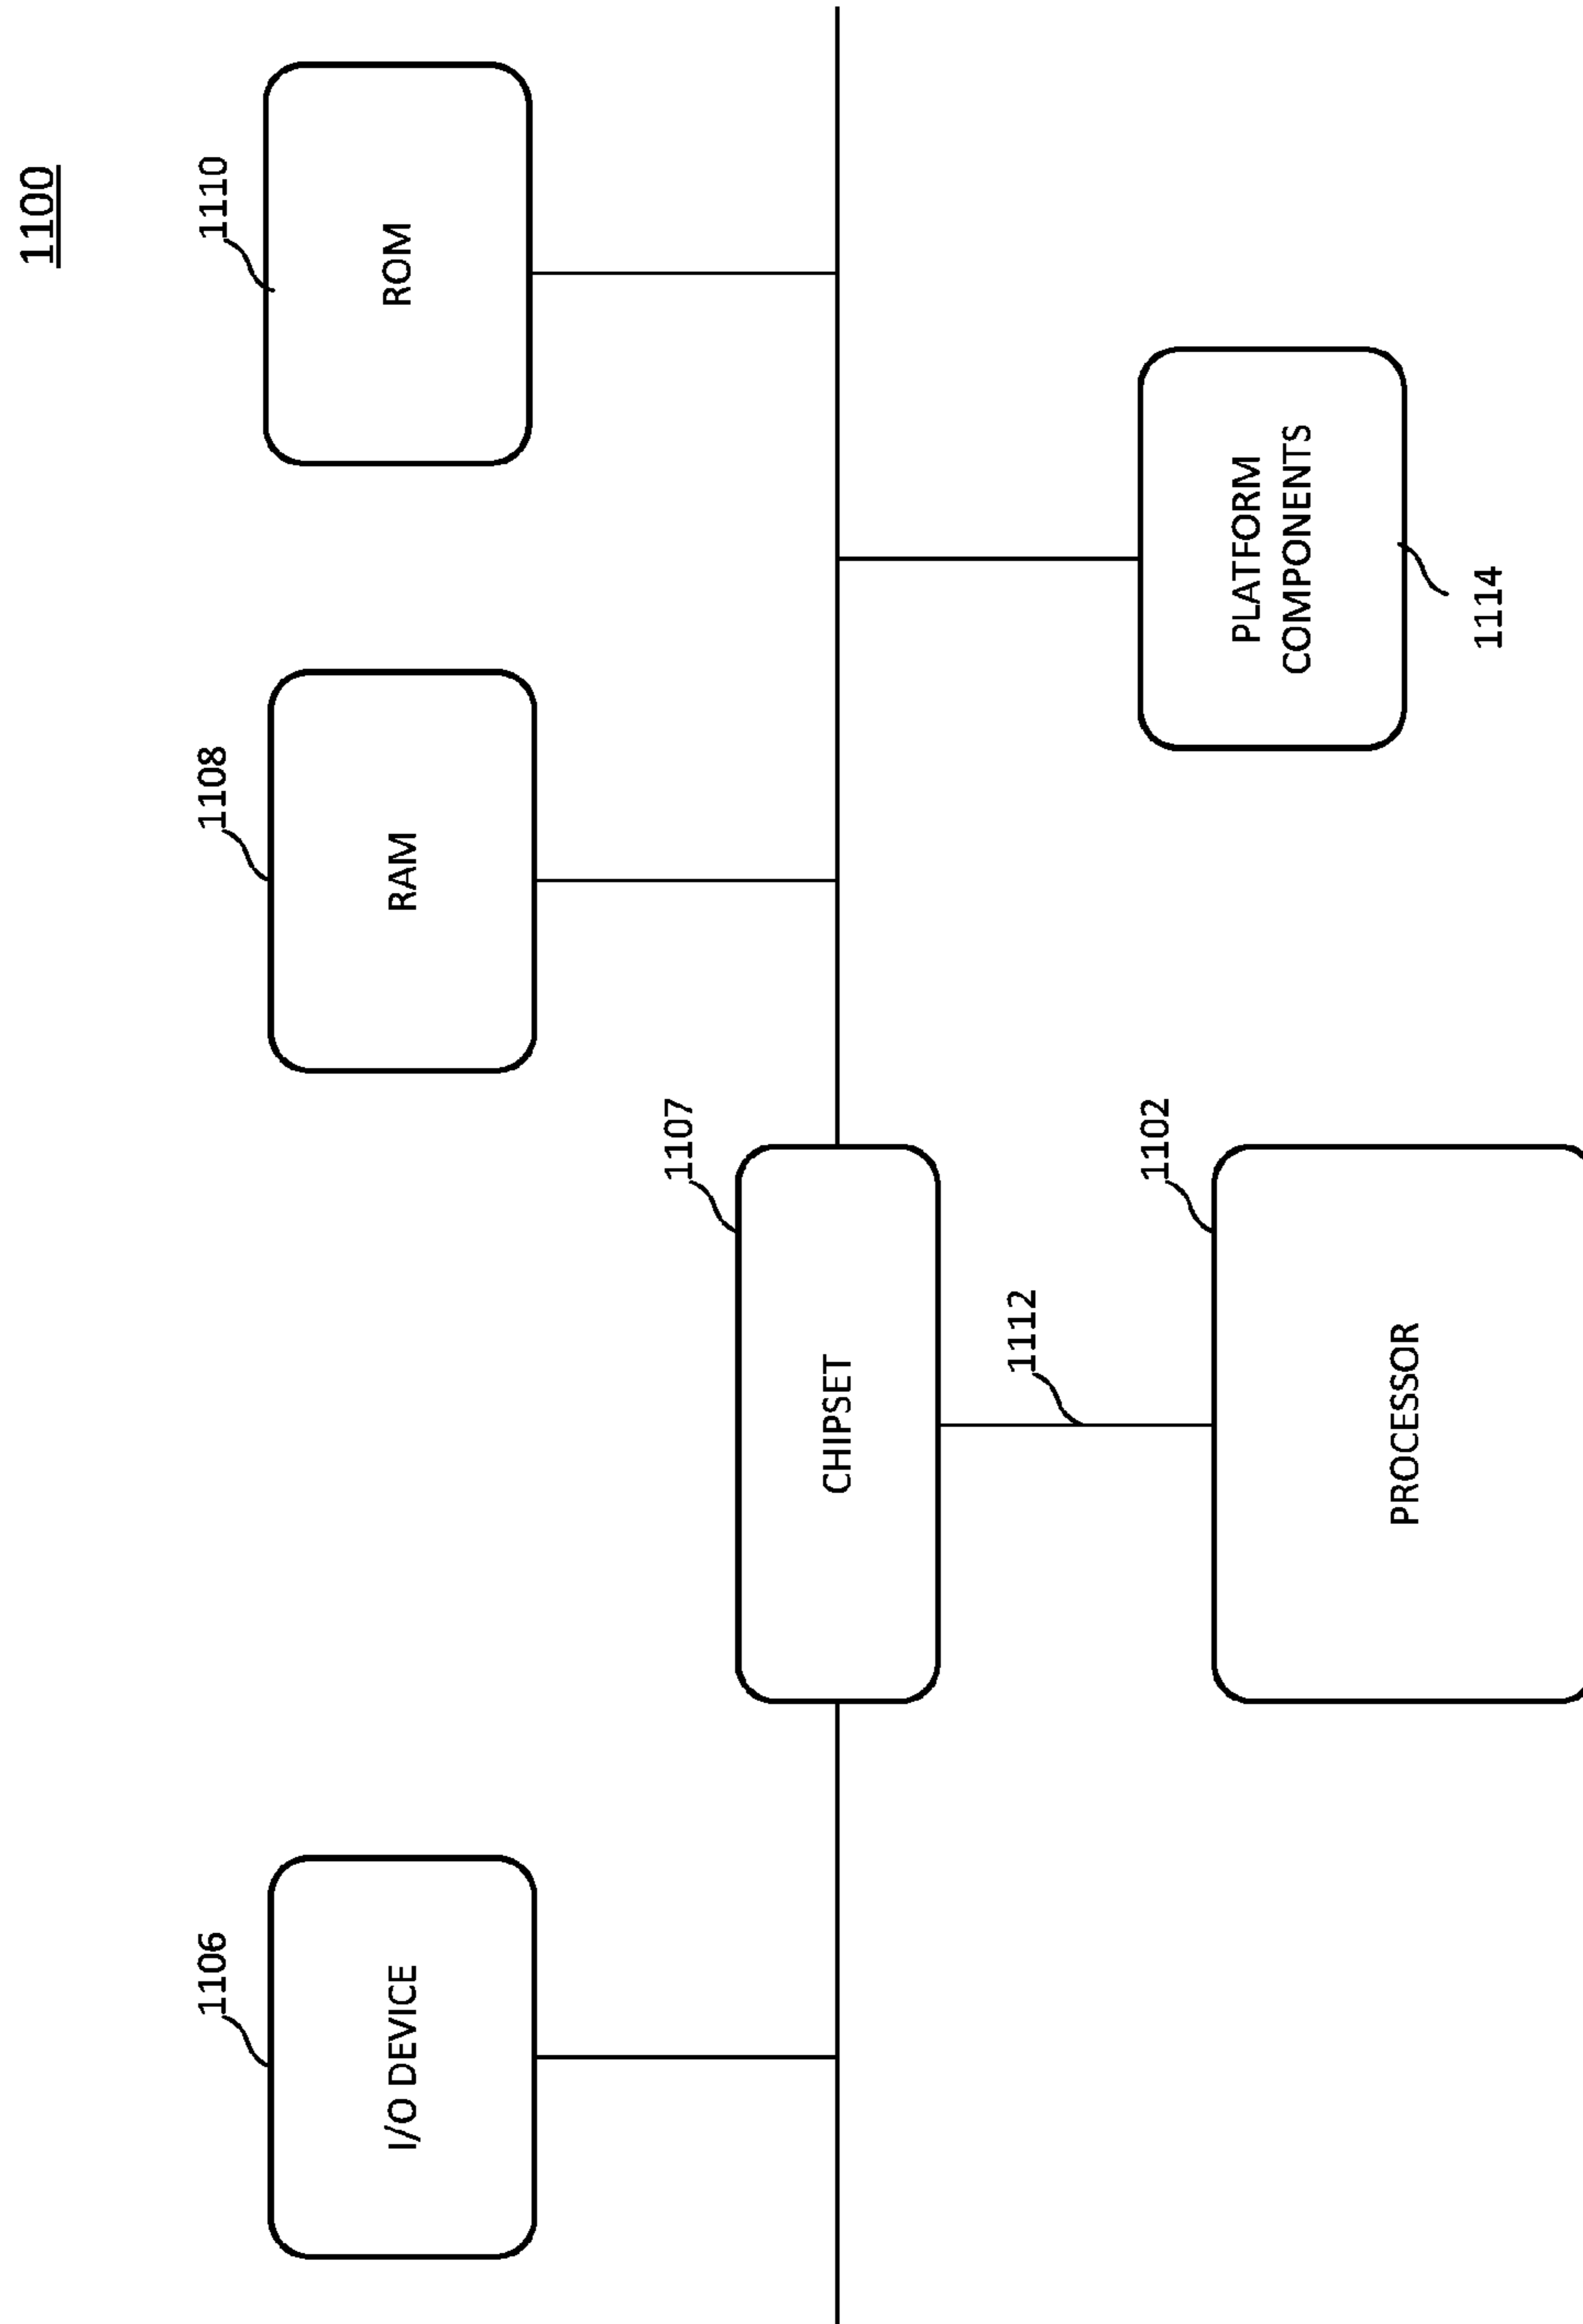 1100
1106
I/O DEVICE
1108
RAM
1110
ROM
1107
CHIPSET
1112
1102
PROCESSOR
PLATFORM
COMPONENTS
1114